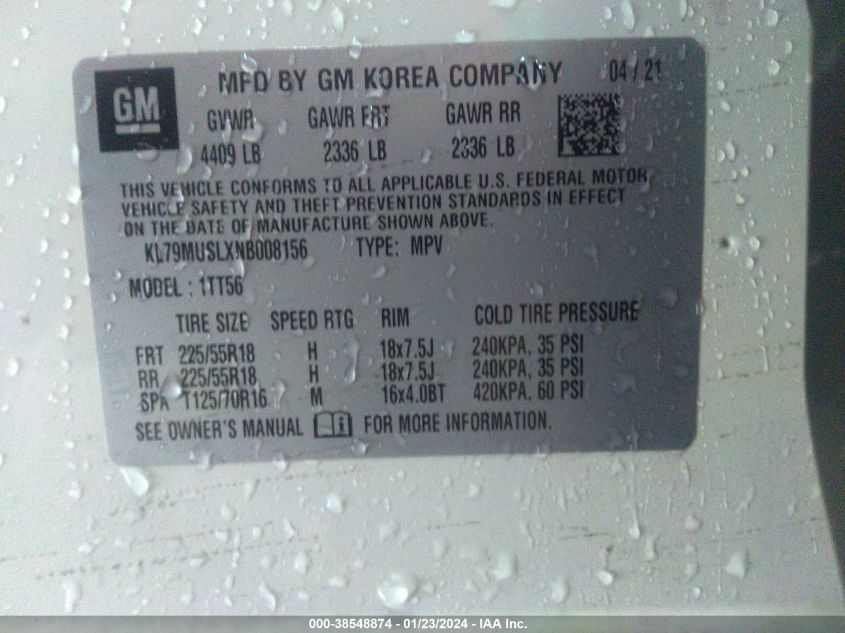 MFD BY GM KOREA COMPANY 04 / 21
GM
GVWR GAWR FRT GAWR RR
4409 LB 2336 LB 2336 LB
THIS VEHICLE CONFORMS TO ALL APPLICABLE U.S. FEDERAL MOTOR
VEHICLE SAFETY AND THEFT PREVENTION STANDARDS IN EFFECT
ON THE DATE OF MANUFACTURE SHOWN ABOVE.
KL79MUSLXNB008156 TYPE: MPV
MODEL : 1TT56
TIRE SIZE SPEED RTG RIM COLD TIRE PRESSURE
FRT 225/55R18 H 18x7.5J 240KPA, 35 PSI
RR 225/55R18 H 18x7.5J 240KPA, 35 PSI
SPA T125/70R16 M 16x4.0BT 420KPA, 60 PSI
SEE OWNER'S MANUAL i FOR MORE INFORMATION.
000-38548874 - 01/23/2024 - IAA Inc.